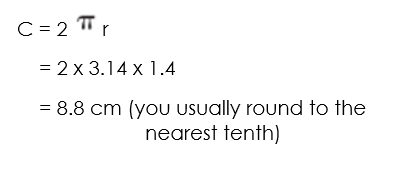 C = 2 π r
= 2 x 3.14 x 1.4
= 8.8 cm (you usually round to the
nearest tenth)